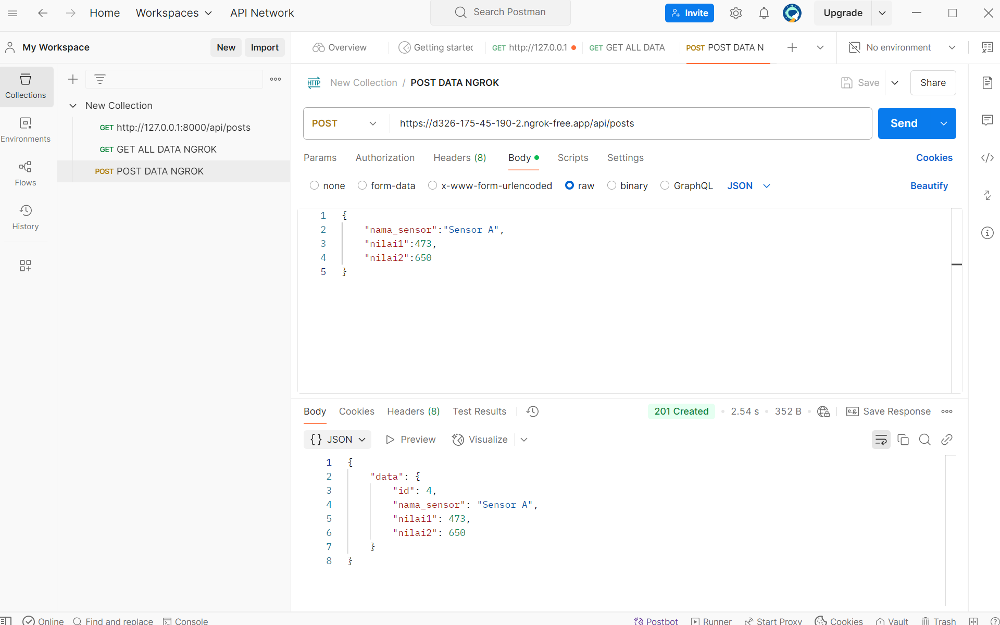 Home Workspaces API Network Search Postman Invite Upgrade
My Workspace New Import Overview Getting started GET http://127.0.0.1 GET GET ALL DATA POST POST DATA N No environment
Collections
Environments
Flows
History
New Collection
GET http://127.0.0.1:8000/api/posts
GET GET ALL DATA NGROK
POST POST DATA NGROK
HTTP New Collection / POST DATA NGROK Save Share
POST https://d326-175-45-190-2.ngrok-free.app/api/posts Send
Params Authorization Headers (8) Body Scripts Settings Cookies
none form-data x-www-form-urlencoded raw binary GraphQL JSON Beautify
1 {
2 "nama_sensor":"Sensor A",
3 "nilai1":473,
4 "nilai2":650
5 }
Body Cookies Headers (8) Test Results 201 Created 2.54 s 352 B e.g. Save Response
{} JSON Preview Visualize
1 {
2 "data": {
3 "id": 4,
4 "nama_sensor": "Sensor A",
5 "nilai1": 473,
6 "nilai2": 650
7 }
8 }
Online Find and replace Console Postbot Runner Start Proxy Cookies Vault Trash